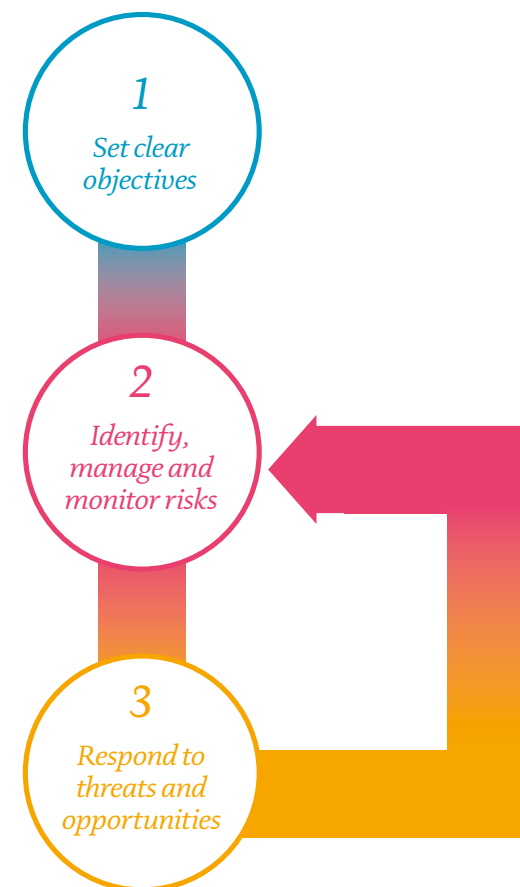 1
Set clear
objectives
2
Identify,
manage and
monitor risks
3
Respond to
threats and
opportunities